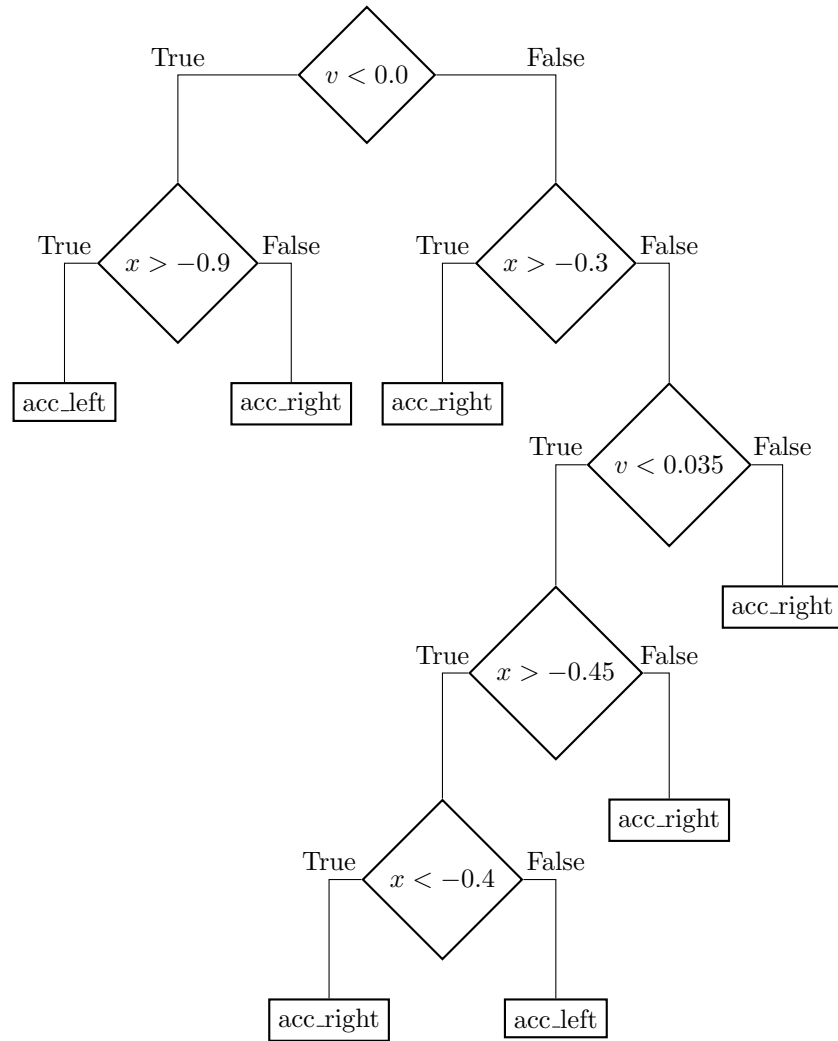 True
v < 0.0
False
True
x > −0.9
False
True
x > −0.3
False
acc_left
acc_right
acc_right
True
v < 0.035
False
acc_right
True
x > −0.45
False
acc_right
True
x < −0.4
False
acc_right
acc_left